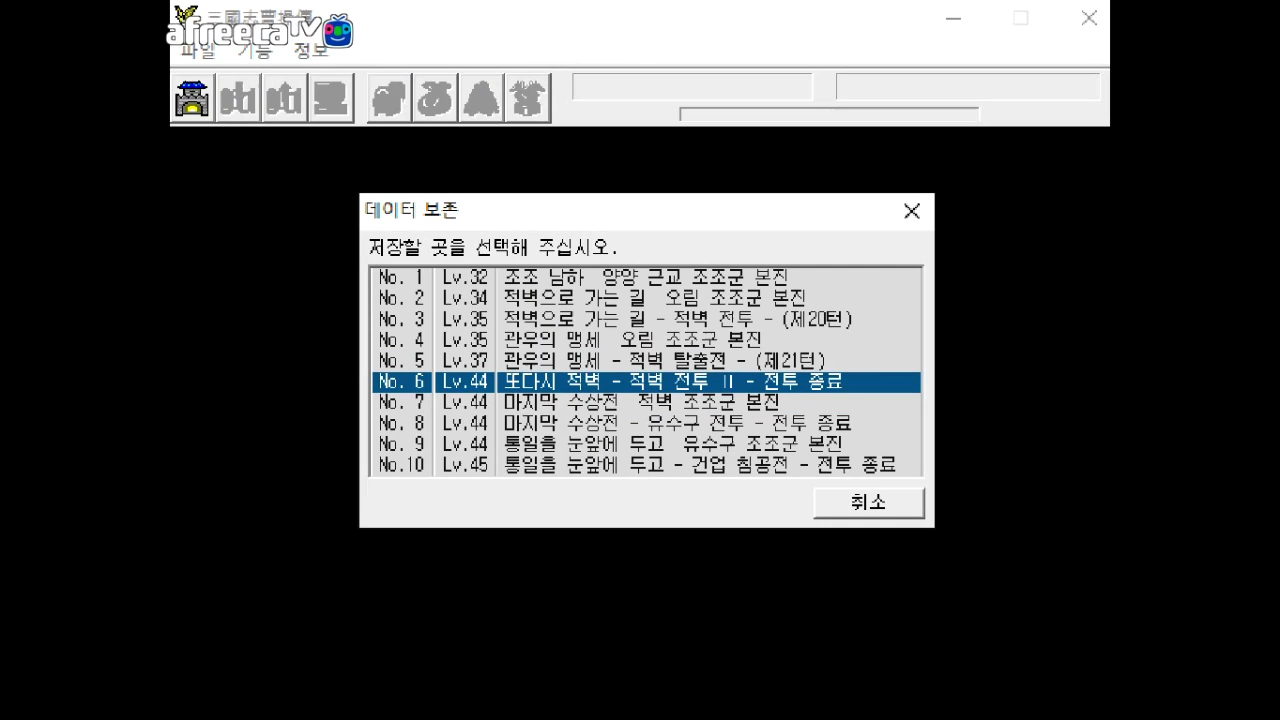 三國志曹操傳
afreecaTV
파일 기능 정보
데이터 보존
저장할 곳을 선택해 주십시오.
No. 1 Lv.32 조조 남하 양양 근교 조조군 본진
No. 2 Lv.34 적벽으로 가는 길 오림 조조군 본진
No. 3 Lv.35 적벽으로 가는 길 - 적벽 전투 - (제20턴)
No. 4 Lv.35 관우의 맹세 오림 조조군 본진
No. 5 Lv.37 관우의 맹세 - 적벽 탈출전 - (제21턴)
No. 6 Lv.44 또다시 적벽 - 적벽 전투 II - 전투 종료
No. 7 Lv.44 마지막 수상전 적벽 조조군 본진
No. 8 Lv.44 마지막 수상전 - 유수구 전투 - 전투 종료
No. 9 Lv.44 통일을 눈앞에 두고 유수구 조조군 본진
No.10 Lv.45 통일을 눈앞에 두고 - 건업 침공전 - 전투 종료
취소